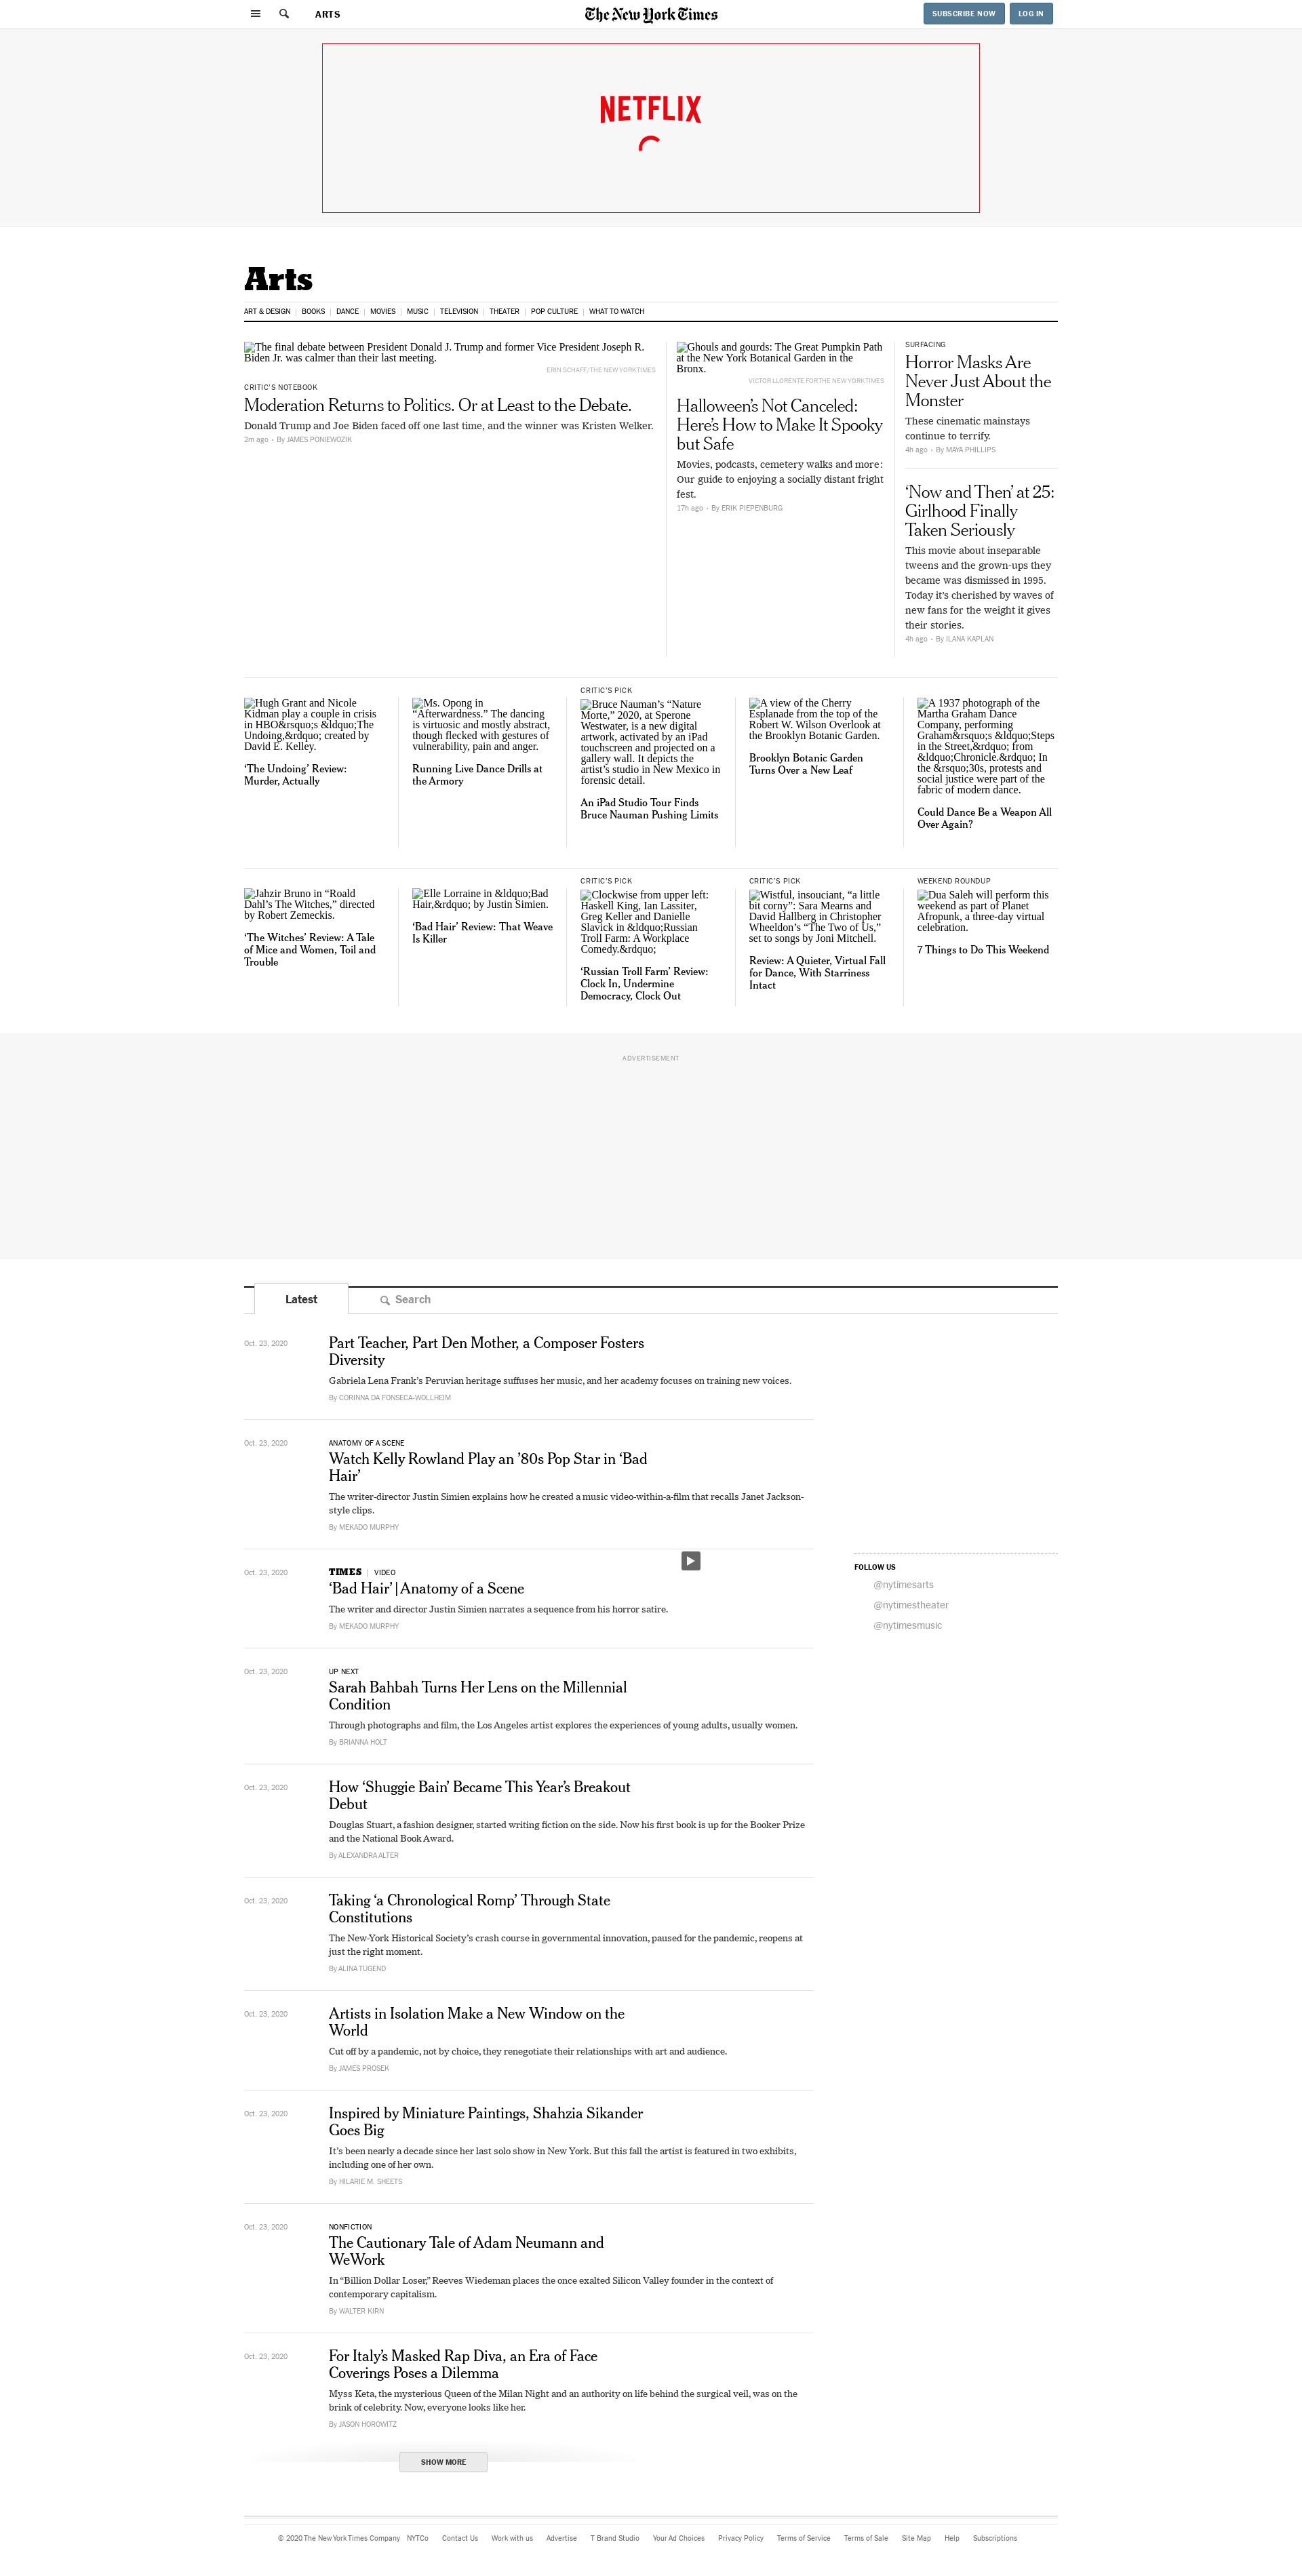 ARTS
The New York Times
SUBSCRIBE NOW
LOG IN
NETFLIX
Arts
ART & DESIGN | BOOKS | DANCE | MOVIES | MUSIC | TELEVISION | THEATER | POP CULTURE | WHAT TO WATCH
The final debate between President Donald J. Trump and former Vice President Joseph R.
Biden Jr. was calmer than their last meeting.
ERIN SCHAFF/THE NEW YORK TIMES
CRITIC'S NOTEBOOK
Moderation Returns to Politics. Or at Least to the Debate.
Donald Trump and Joe Biden faced off one last time, and the winner was Kristen Welker.
2m ago • By JAMES PONIEWOZIK
Ghouls and gourds: The Great Pumpkin Path
at the New York Botanical Garden in the
Bronx.
VICTOR LLORENTE FOR THE NEW YORK TIMES
Halloween’s Not Canceled:
Here’s How to Make It Spooky
but Safe
Movies, podcasts, cemetery walks and more:
Our guide to enjoying a socially distant fright
fest.
17h ago • By ERIK PIEPENBURG
SURFACING
Horror Masks Are
Never Just About the
Monster
These cinematic mainstays
continue to terrify.
4h ago • By MAYA PHILLIPS
‘Now and Then’ at 25:
Girlhood Finally
Taken Seriously
This movie about inseparable
tweens and the grown-ups they
became was dismissed in 1995.
Today it’s cherished by waves of
new fans for the weight it gives
their stories.
4h ago • By ILANA KAPLAN
Hugh Grant and Nicole
Kidman play a couple in crisis
in HBO&rsquo;s &ldquo;The
Undoing,&rdquo; created by
David E. Kelley.
‘The Undoing’ Review:
Murder, Actually
Ms. Opong in
“Afterwardness.” The dancing
is virtuosic and mostly abstract,
though flecked with gestures of
vulnerability, pain and anger.
Running Live Dance Drills at
the Armory
CRITIC’S PICK
Bruce Nauman’s “Nature
Morte,” 2020, at Sperone
Westwater, is a new digital
artwork, activated by an iPad
touchscreen and projected on a
gallery wall. It depicts the
artist’s studio in New Mexico in
forensic detail.
An iPad Studio Tour Finds
Bruce Nauman Pushing Limits
A view of the Cherry
Esplanade from the top of the
Robert W. Wilson Overlook at
the Brooklyn Botanic Garden.
Brooklyn Botanic Garden
Turns Over a New Leaf
A 1937 photograph of the
Martha Graham Dance
Company, performing
Graham&rsquo;s &ldquo;Steps
in the Street,&rdquo; from
&ldquo;Chronicle.&rdquo; In
the &rsquo;30s, protests and
social justice were part of the
fabric of modern dance.
Could Dance Be a Weapon All
Over Again?
Jahzir Bruno in “Roald
Dahl’s The Witches,” directed
by Robert Zemeckis.
‘The Witches’ Review: A Tale
of Mice and Women, Toil and
Trouble
Elle Lorraine in &ldquo;Bad
Hair,&rdquo; by Justin Simien.
‘Bad Hair’ Review: That Weave
Is Killer
CRITIC’S PICK
Clockwise from upper left:
Haskell King, Ian Lassiter,
Greg Keller and Danielle
Slavick in &ldquo;Russian
Troll Farm: A Workplace
Comedy.&rdquo;
‘Russian Troll Farm’ Review:
Clock In, Undermine
Democracy, Clock Out
CRITIC’S PICK
Wistful, insouciant, “a little
bit corny”: Sara Mearns and
David Hallberg in Christopher
Wheeldon’s “The Two of Us,”
set to songs by Joni Mitchell.
Review: A Quieter, Virtual Fall
for Dance, With Starriness
Intact
WEEKEND ROUNDUP
Dua Saleh will perform this
weekend as part of Planet
Afropunk, a three-day virtual
celebration.
7 Things to Do This Weekend
ADVERTISEMENT
Latest
Search
Oct. 23, 2020
Part Teacher, Part Den Mother, a Composer Fosters
Diversity
Gabriela Lena Frank’s Peruvian heritage suffuses her music, and her academy focuses on training new voices.
By CORINNA DA FONSECA-WOLLHEIM
Oct. 23, 2020
ANATOMY OF A SCENE
Watch Kelly Rowland Play an ’80s Pop Star in ‘Bad
Hair’
The writer-director Justin Simien explains how he created a music video-within-a-film that recalls Janet Jackson-
style clips.
By MEKADO MURPHY
Oct. 23, 2020
TIMES | VIDEO
‘Bad Hair’ | Anatomy of a Scene
The writer and director Justin Simien narrates a sequence from his horror satire.
By MEKADO MURPHY
Oct. 23, 2020
UP NEXT
Sarah Bahbah Turns Her Lens on the Millennial
Condition
Through photographs and film, the Los Angeles artist explores the experiences of young adults, usually women.
By BRIANNA HOLT
Oct. 23, 2020
How ‘Shuggie Bain’ Became This Year’s Breakout
Debut
Douglas Stuart, a fashion designer, started writing fiction on the side. Now his first book is up for the Booker Prize
and the National Book Award.
By ALEXANDRA ALTER
Oct. 23, 2020
Taking ‘a Chronological Romp’ Through State
Constitutions
The New-York Historical Society’s crash course in governmental innovation, paused for the pandemic, reopens at
just the right moment.
By ALINA TUGEND
Oct. 23, 2020
Artists in Isolation Make a New Window on the
World
Cut off by a pandemic, not by choice, they renegotiate their relationships with art and audience.
By JAMES PROSEK
Oct. 23, 2020
Inspired by Miniature Paintings, Shahzia Sikander
Goes Big
It’s been nearly a decade since her last solo show in New York. But this fall the artist is featured in two exhibits,
including one of her own.
By HILARIE M. SHEETS
Oct. 23, 2020
NONFICTION
The Cautionary Tale of Adam Neumann and
WeWork
In “Billion Dollar Loser,” Reeves Wiedeman places the once exalted Silicon Valley founder in the context of
contemporary capitalism.
By WALTER KIRN
Oct. 23, 2020
For Italy’s Masked Rap Diva, an Era of Face
Coverings Poses a Dilemma
Myss Keta, the mysterious Queen of the Milan Night and an authority on life behind the surgical veil, was on the
brink of celebrity. Now, everyone looks like her.
By JASON HOROWITZ
SHOW MORE
FOLLOW US
@nytimesarts
@nytimestheater
@nytimesmusic
© 2020 The New York Times Company NYTCo Contact Us Work with us Advertise T Brand Studio Your Ad Choices Privacy Policy Terms of Service Terms of Sale Site Map Help Subscriptions